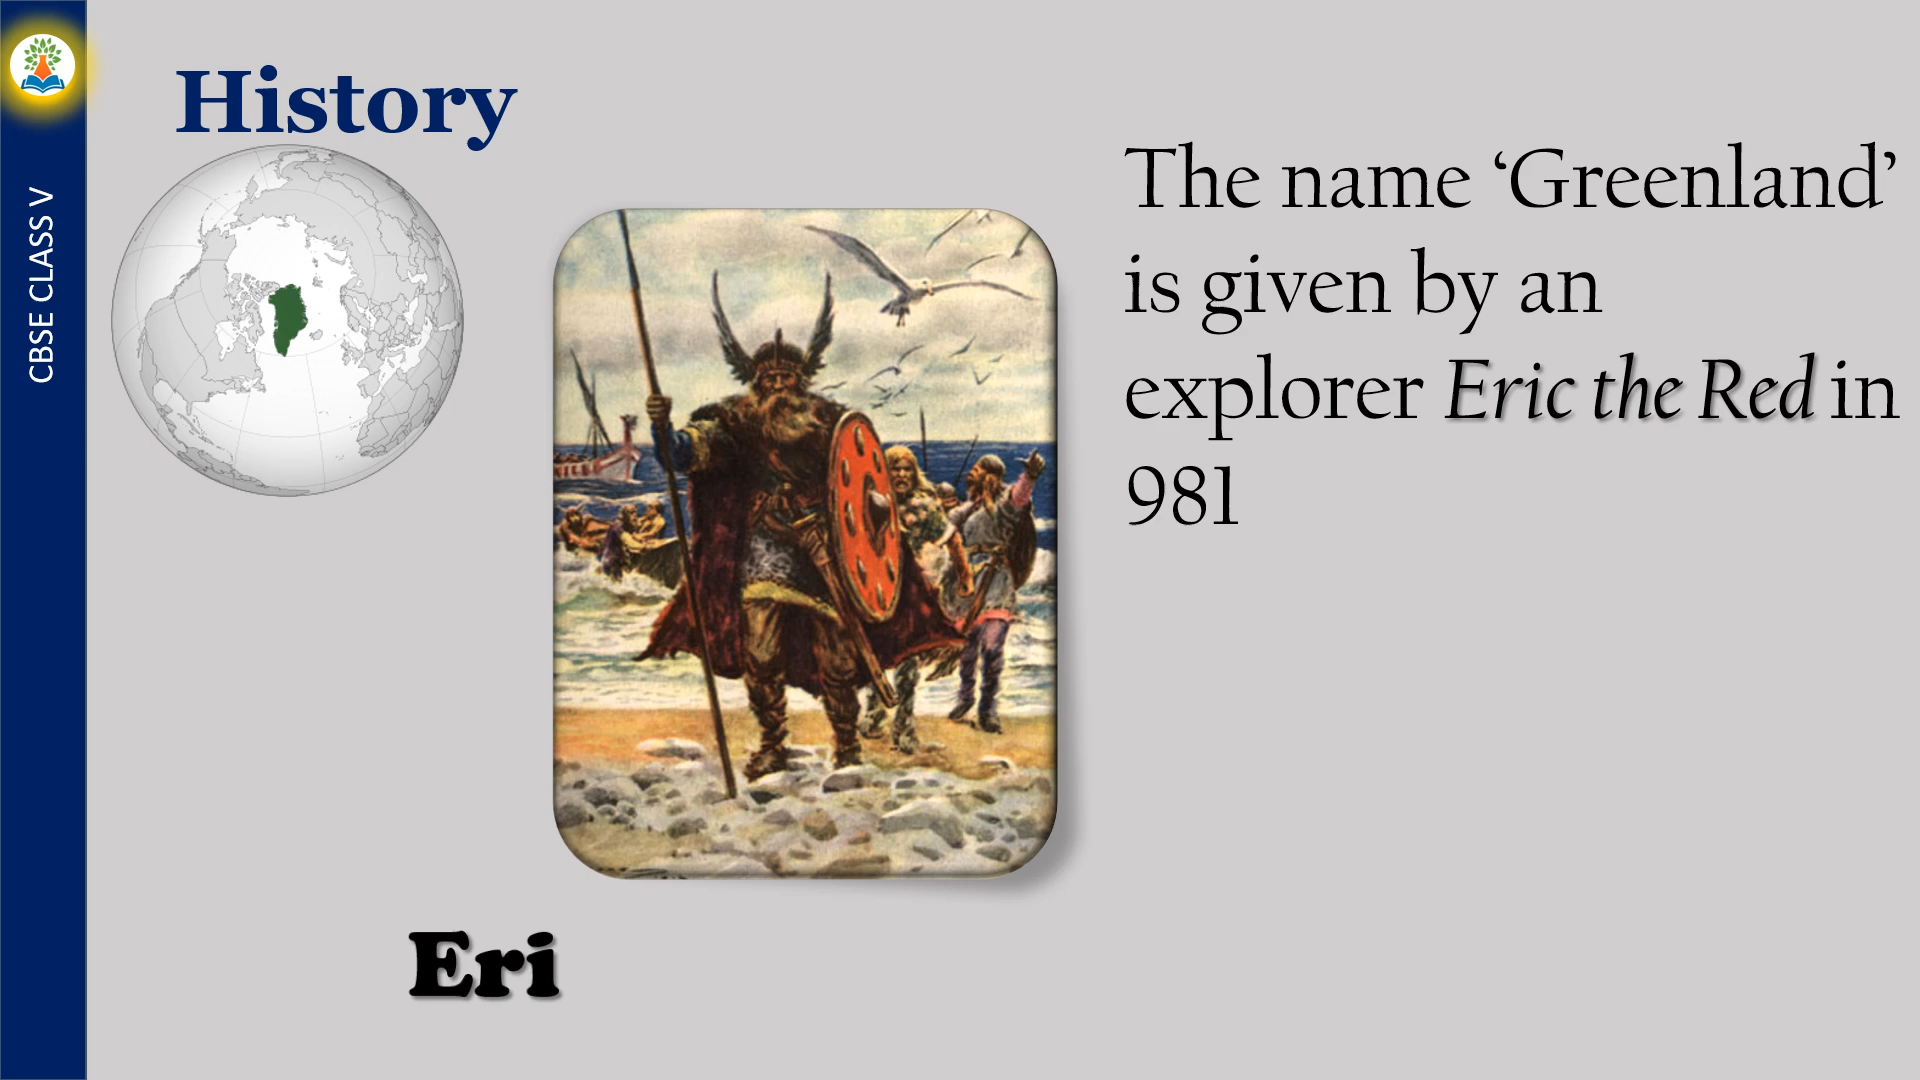 CBSE CLASS V
History
The name ‘Greenland’
is given by an
explorer Eric the Red in
981
Eri